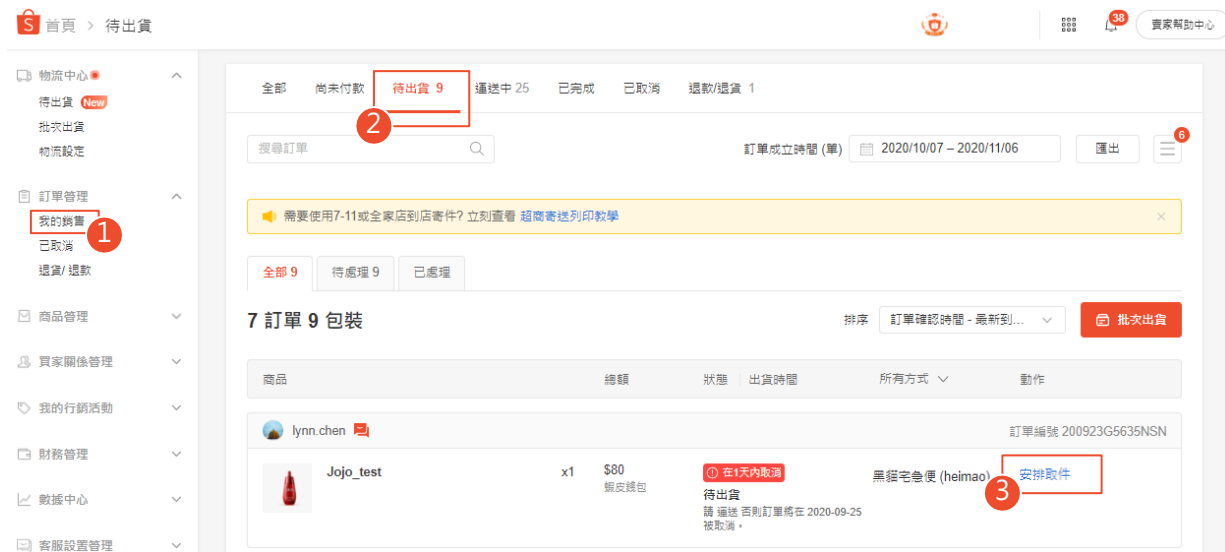 首頁 > 待出貨
38
賣家幫助中心
物流中心
待出貨 New
批次出貨
物流設定
訂單管理
我的銷售
1
已取消
退貨/ 退款
商品管理
買家關係管理
我的行銷活動
財務管理
數據中心
客服設置管理
全部 尚未付款 待出貨 9 運送中 25 已完成 已取消 退款/退貨 1
2
搜尋訂單
訂單成立時間 (單) 2020/10/07 – 2020/11/06 匯出 6
需要使用7-11或全家店到店寄件? 立刻查看 超商寄送列印教學
全部 9 待處理 9 已處理
7 訂單 9 包裝
排序 訂單確認時間 - 最新到... 批次出貨
商品 總額 狀態 出貨時間 所有方式 動作
lynn.chen 訂單編號 200923G5635NSN
Jojo_test x1 $80 在1天內取消 黑貓宅急便 (heimao) 安排取件
蝦皮錢包
3
待出貨
請 運送 否則訂單將在 2020-09-25
被取消。